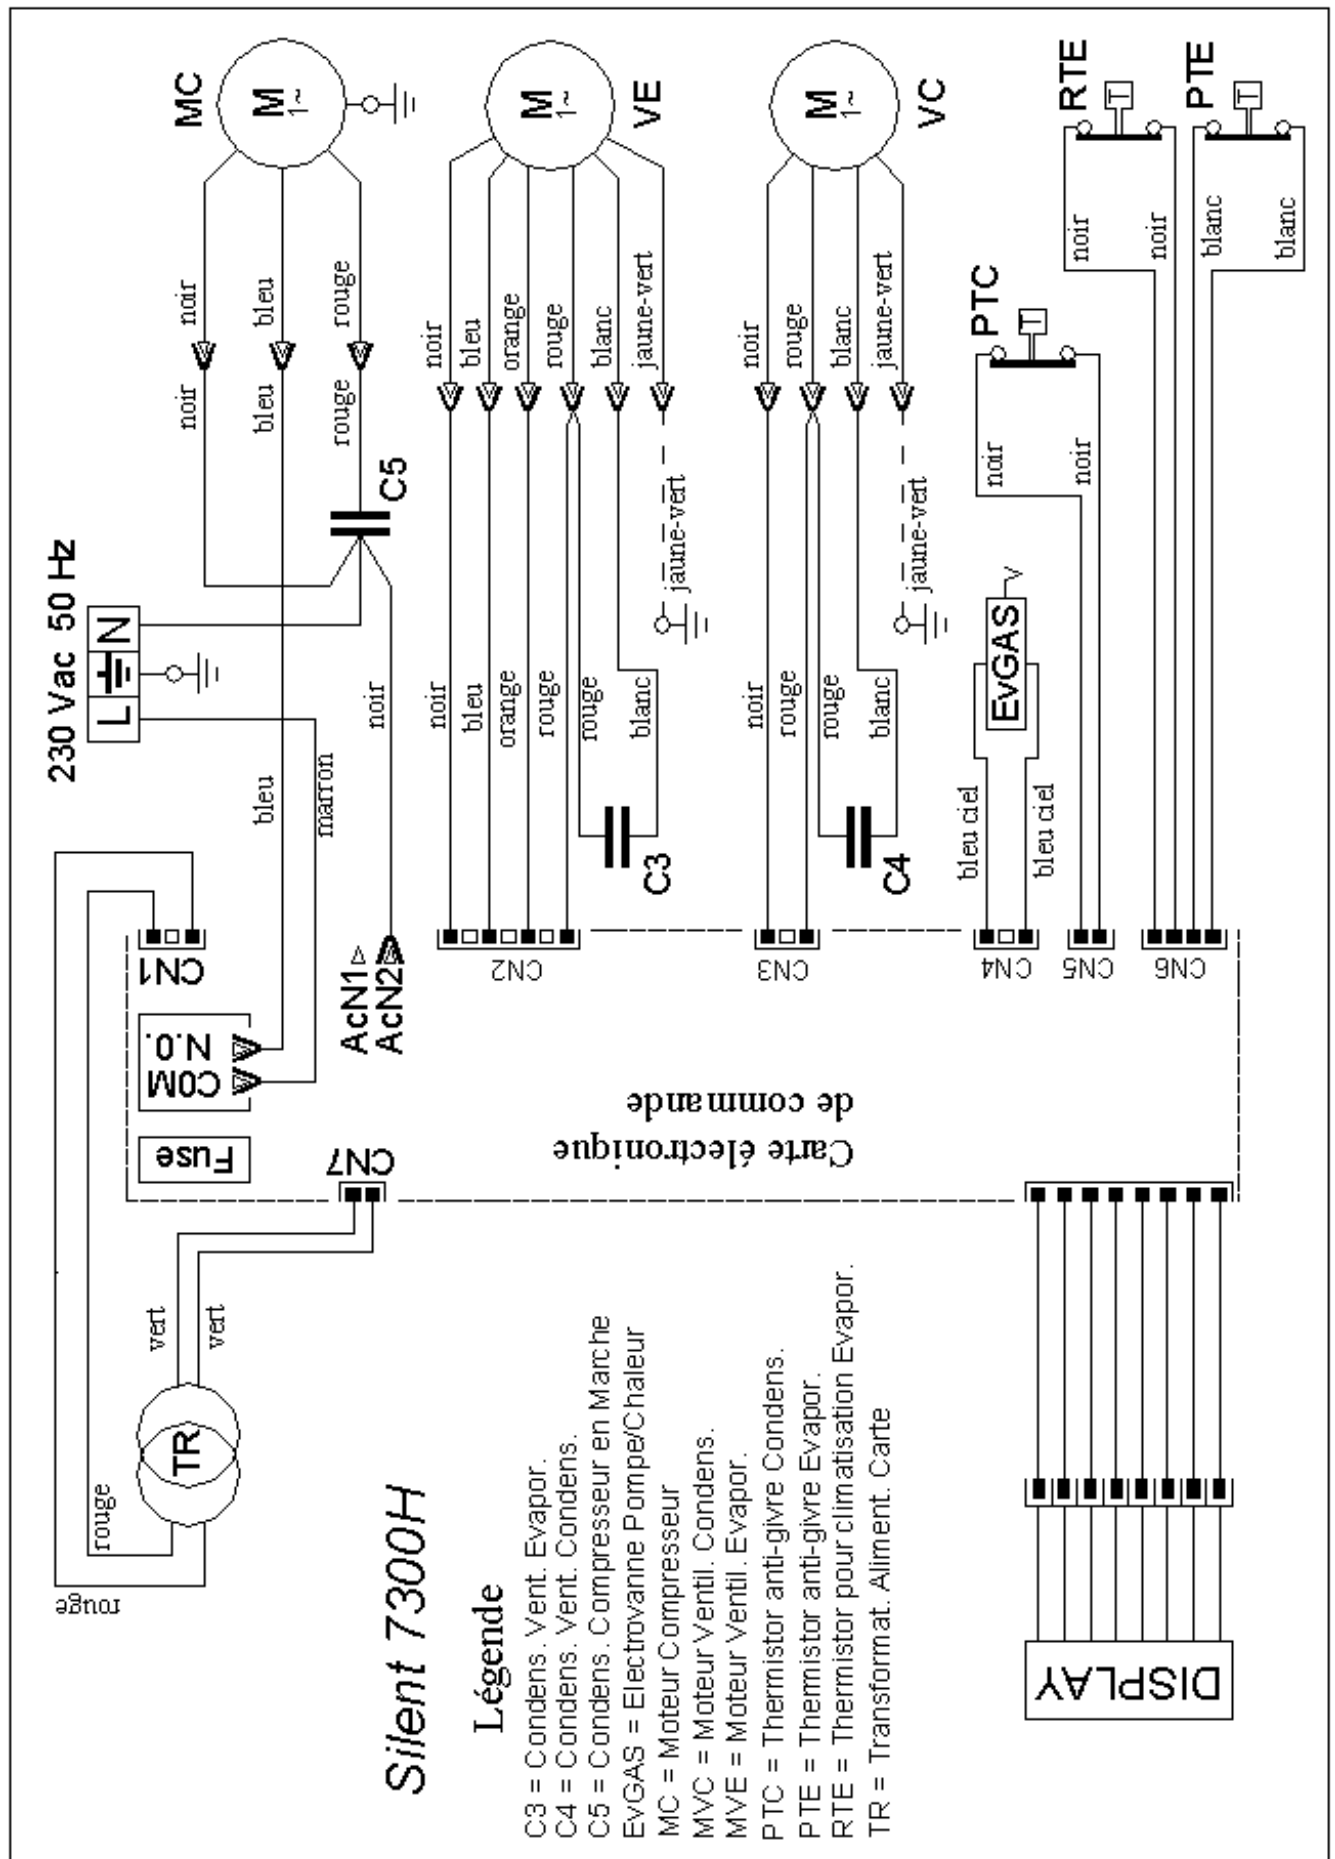 Silent 7300H
Légende
C3 = Condens. Vent. Evapor.
C4 = Condens. Vent. Condens.
C5 = Condens. Compresseur en Marche
EvGAS = Electrovanne Pompe/Chaleur
MC = Moteur Compresseur
MVC = Moteur Ventil. Condens.
MVE = Moteur Ventil. Evapor.
PTC = Thermistor anti-givre Condens.
PTE = Thermistor anti-givre Evapor.
RTE = Thermistor pour climatisation Evapor.
TR = Transformat. Aliment. Carte
rouge
rouge
TR
vert
vert
CN7
Fuse
COM
N.O.
CN1
230 Vac 50 Hz
L
N
bleu
marron
noir
AcN1
AcN2
C5
noir
bleu
rouge
noir
bleu
rouge
MC
M
1~
Carte électronique
de commande
CN2
noir
bleu
orange
rouge
rouge
blanc
C3
jaune-vert
noir
bleu
orange
rouge
blanc
jaune-vert
M
1~
VE
CN3
noir
rouge
rouge
blanc
C4
jaune-vert
noir
rouge
blanc
jaune-vert
M
1~
VC
CN4
bleu ciel
bleu ciel
EvGAS
V
CN5
noir
noir
PTC
T
CN6
noir
noir
RTE
T
blanc
blanc
PTE
T
DISPLAY